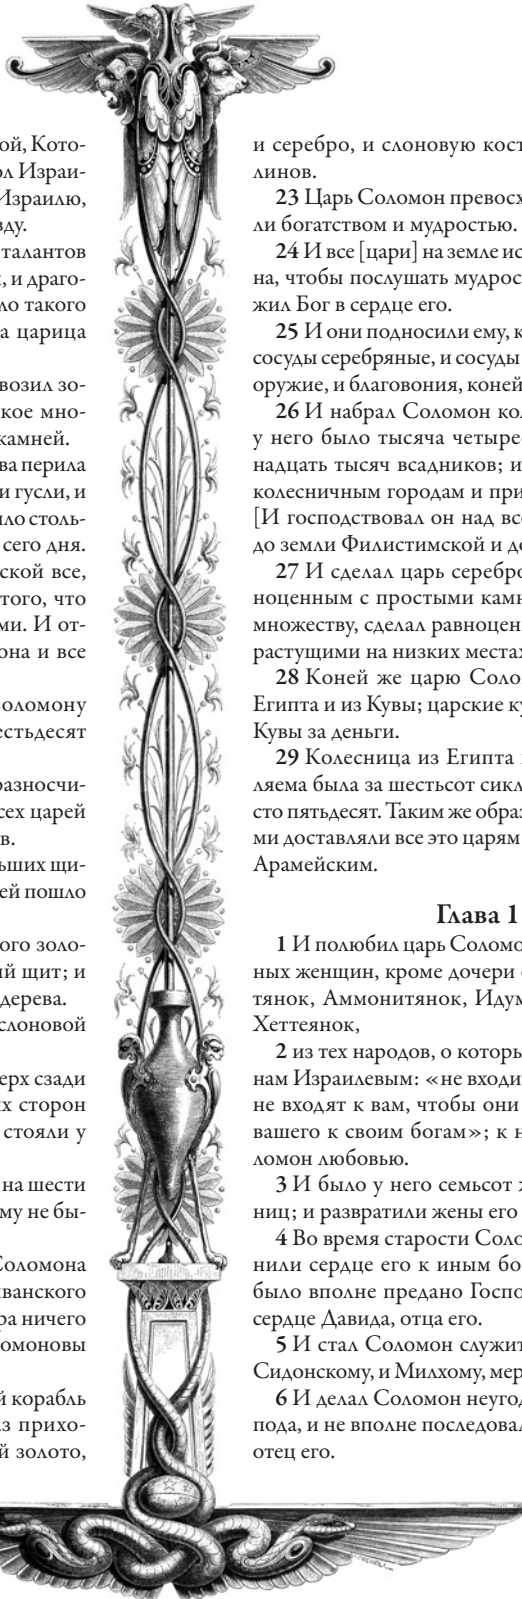 ой, Кото-
ол Израи-
Израилю,
зду.
талантов
, и драго-
ло такого
а царица
возил зо-
кое мно-
камней.
ва перила
и гусли, и
ло столь-
сего дня.
ской все,
того, что
ми. И от-
она и все
оломону
естьдесят
разносчи-
сех царей
в.
ьших щи-
ей пошло
ого золо-
ий щит; и
дерева.
слоновой
ерх сзади
их сторон
стояли у
на шести
му не бы-
Соломона
иванского
ра ничего
омоновы
й корабль
аз прихо-
й золото,
и серебро, и слоновую кост
линов.
23 Царь Соломон превосх
ли богатством и мудростью.
24 И все [цари] на земле ис
на, чтобы послушать мудрос
жил Бог в сердце его.
25 И они подносили ему, к
сосуды серебряные, и сосуды
оружие, и благовония, коней
26 И набрал Соломон кол
у него было тысяча четырес
надцать тысяч всадников; и
колесничным городам и при
[И господствовал он над вс
до земли Филистимской и до
27 И сделал царь серебро
ноценным с простыми камн
множеству, сделал равноцен
растущими на низких местах
28 Коней же царю Соло
Египта и из Кувы; царские ку
Кувы за деньги.
29 Колесница из Египта
ляема была за шестьсот сикл
сто пятьдесят. Таким же образ
ми доставляли все это царям
Арамейским.
Глава 1
1 И полюбил царь Соломо
ных женщин, кроме дочери
тянок, Аммонитянок, Идум
Хеттеянок,
2 из тех народов, о которы
нам Израилевым: «не входи
не входят к вам, чтобы они
вашего к своим богам»; к н
ломон любовью.
3 И было у него семьсот ж
ниц; и развратили жены его
4 Во время старости Соло
нили сердце его к иным бо
было вполне предано Госпо
сердце Давида, отца его.
5 И стал Соломон служит
Сидонскому, и Милхому, мер
6 И делал Соломон неугод
пода, и не вполне последовал
отец его.